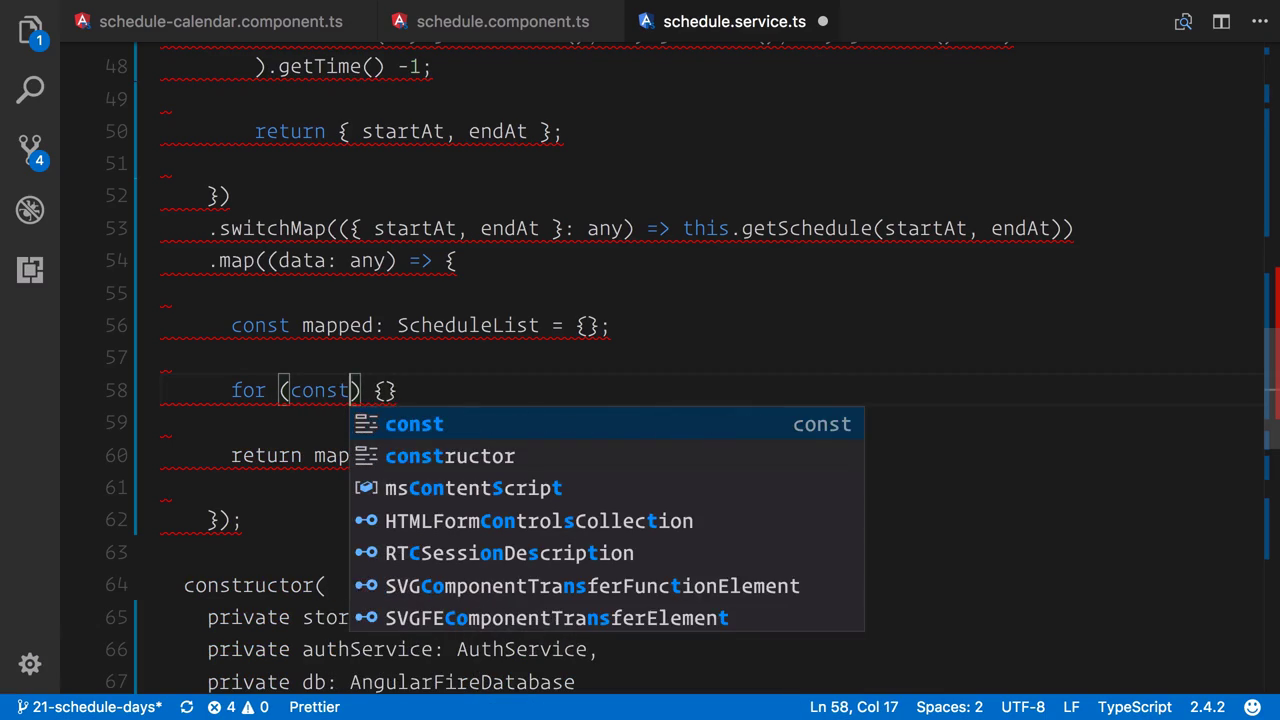 1
schedule-calendar.component.ts
schedule.component.ts
schedule.service.ts
48 ).getTime() -1;
49
50 return { startAt, endAt };
51
52 })
53 .switchMap(({ startAt, endAt }: any) => this.getSchedule(startAt, endAt))
54 .map((data: any) => {
55
56 const mapped: ScheduleList = {};
57
58 for (const) {}
const const
59
constructor
60 return map
msContentScript
61
HTMLFormControlsCollection
62 });
RTCSessionDescription
63
SVGComponentTransferFunctionElement
64 constructor(
SVGFEComponentTransferElement
65 private stor
66 private authService: AuthService,
67 private db: AngularFireDatabase
4
21-schedule-days* 4 0 Prettier Ln 58, Col 17 Spaces: 2 UTF-8 LF TypeScript 2.4.2